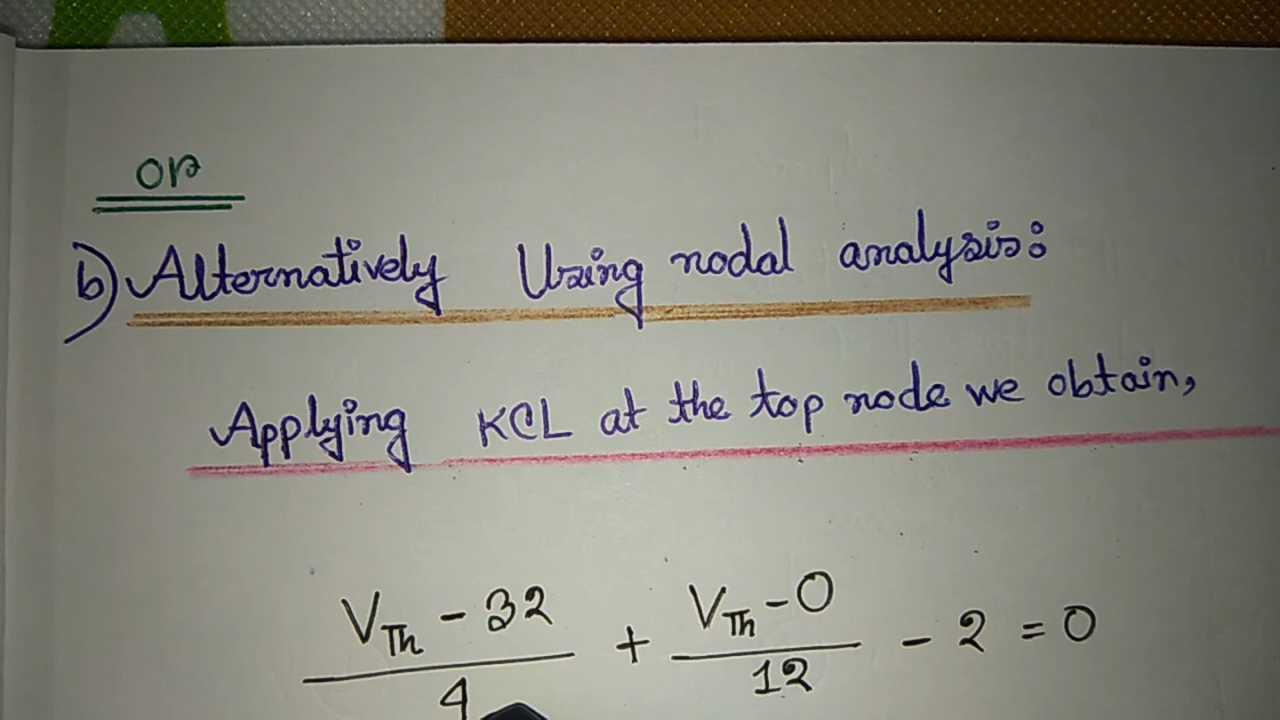 or
b) Alternatively Using nodal analysis:
Applying KCL at the top node we obtain,
(V_Th - 32)/4 + (V_Th - 0)/12 - 2 = 0